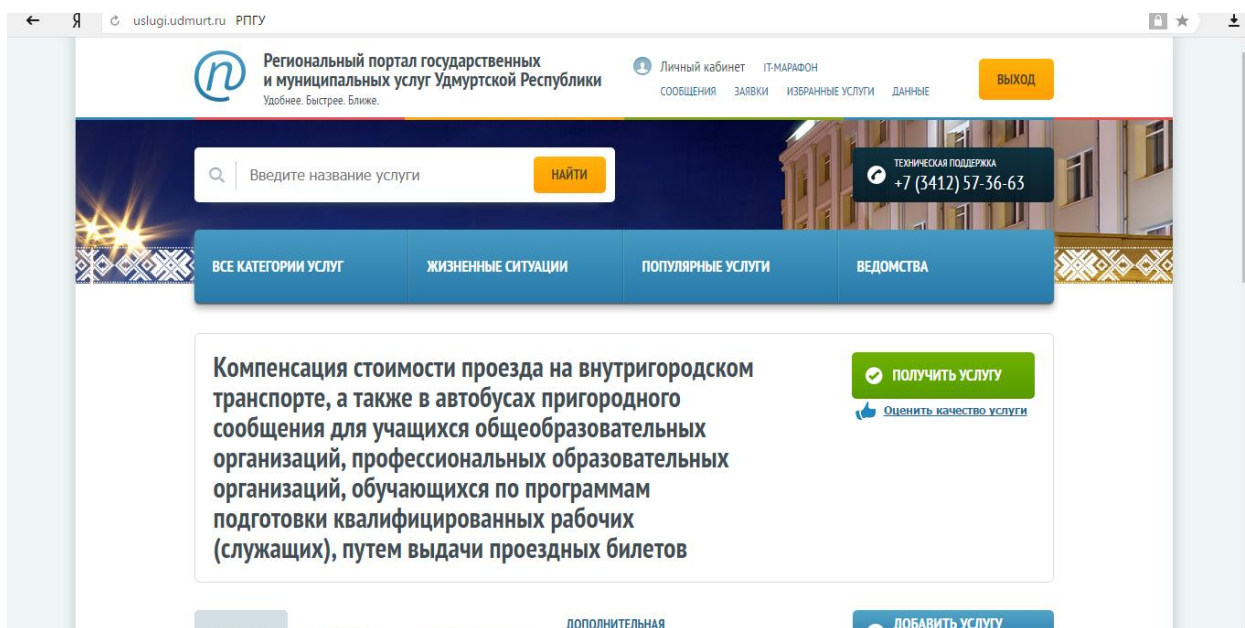 Я uslugi.udmurt.ru РПГУ
Региональный портал государственных
и муниципальных услуг Удмуртской Республики
Удобнее. Быстрее. Ближе.
Личный кабинет IT-МАРАФОН
СООБЩЕНИЯ ЗАЯВКИ ИЗБРАННЫЕ УСЛУГИ ДАННЫЕ
ВЫХОД
Введите название услуги
НАЙТИ
ТЕХНИЧЕСКАЯ ПОДДЕРЖКА
+7 (3412) 57-36-63
ВСЕ КАТЕГОРИИ УСЛУГ
ЖИЗНЕННЫЕ СИТУАЦИИ
ПОПУЛЯРНЫЕ УСЛУГИ
ВЕДОМСТВА
Компенсация стоимости проезда на внутригородском
транспорте, а также в автобусах пригородного
сообщения для учащихся общеобразовательных
организаций, профессиональных образовательных
организаций, обучающихся по программам
подготовки квалифицированных рабочих
(служащих), путем выдачи проездных билетов
ПОЛУЧИТЬ УСЛУГУ
Оценить качество услуги
ДОПОЛНИТЕЛЬНАЯ
ДОБАВИТЬ УСЛУГУ